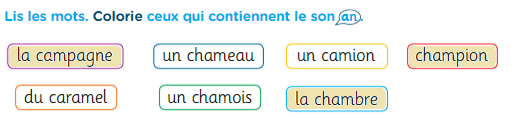 Lis les mots. Colorie ceux qui contiennent le son an.
la campagne un chameau un camion champion
du caramel un chamois la chambre